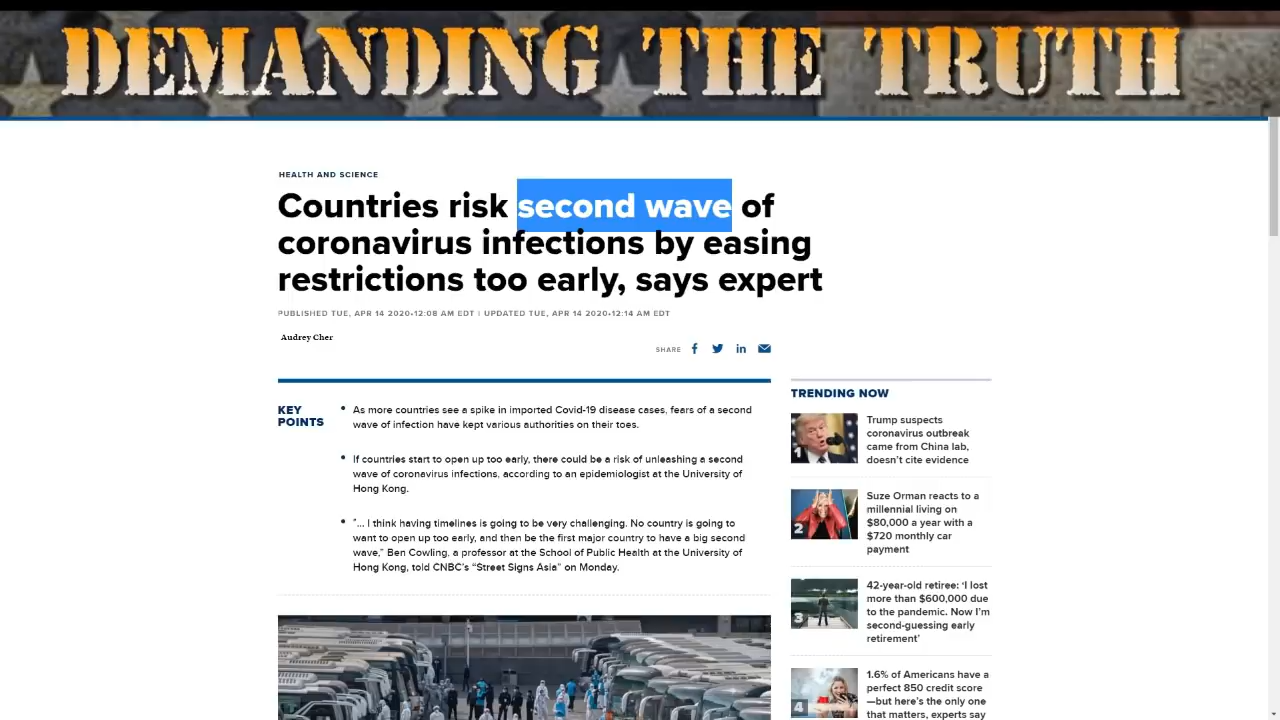 DEMANDING THE TRUTH
HEALTH AND SCIENCE
Countries risk second wave of
coronavirus infections by easing
restrictions too early, says expert
PUBLISHED TUE, APR 14 2020•12:08 AM EDT | UPDATED TUE, APR 14 2020•12:14 AM EDT
Audrey Cher
SHARE
KEY
POINTS
• As more countries see a spike in imported Covid-19 disease cases, fears of a second
wave of infection have kept various authorities on their toes.
• If countries start to open up too early, there could be a risk of unleashing a second
wave of coronavirus infections, according to an epidemiologist at the University of
Hong Kong.
• "... I think having timelines is going to be very challenging. No country is going to
want to open up too early, and then be the first major country to have a big second
wave," Ben Cowling, a professor at the School of Public Health at the University of
Hong Kong, told CNBC's “Street Signs Asia” on Monday.
TRENDING NOW
1
Trump suspects
coronavirus outbreak
came from China lab,
doesn’t cite evidence
2
Suze Orman reacts to a
millennial living on
$80,000 a year with a
$720 monthly car
payment
3
42-year-old retiree: ‘I lost
more than $600,000 due
to the pandemic. Now I’m
second-guessing early
retirement’
4
1.6% of Americans have a
perfect 850 credit score
—but here’s the only one
that matters, experts say